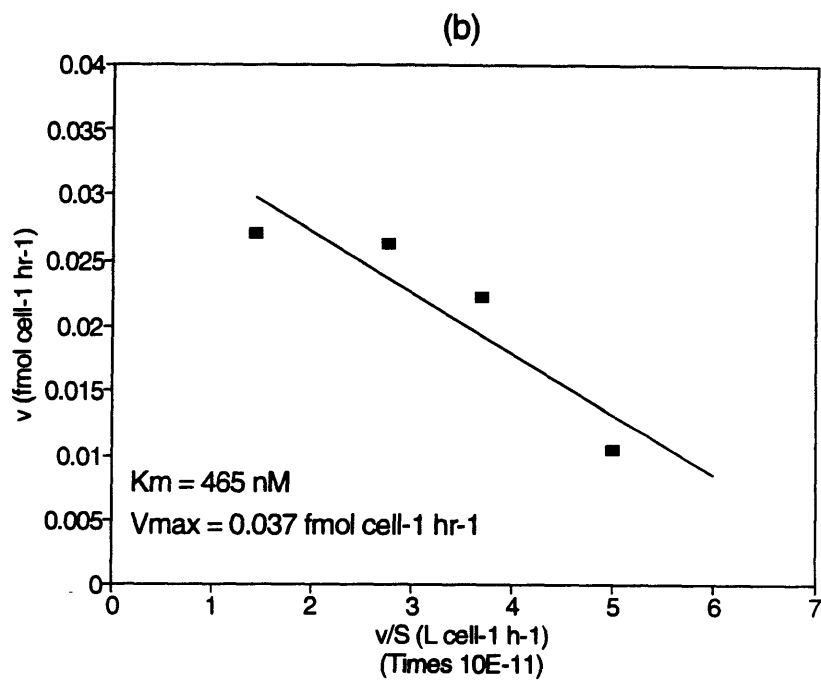 (b)
0.04
0.035
0.03
0.025
0.02
0.015
0.01
0.005
0
v (fmol cell-1 hr-1)
Km = 465 nM
Vmax = 0.037 fmol cell-1 hr-1
0 1 2 3 4 5 6 7
v/S (L cell-1 h-1)
(Times 10E-11)